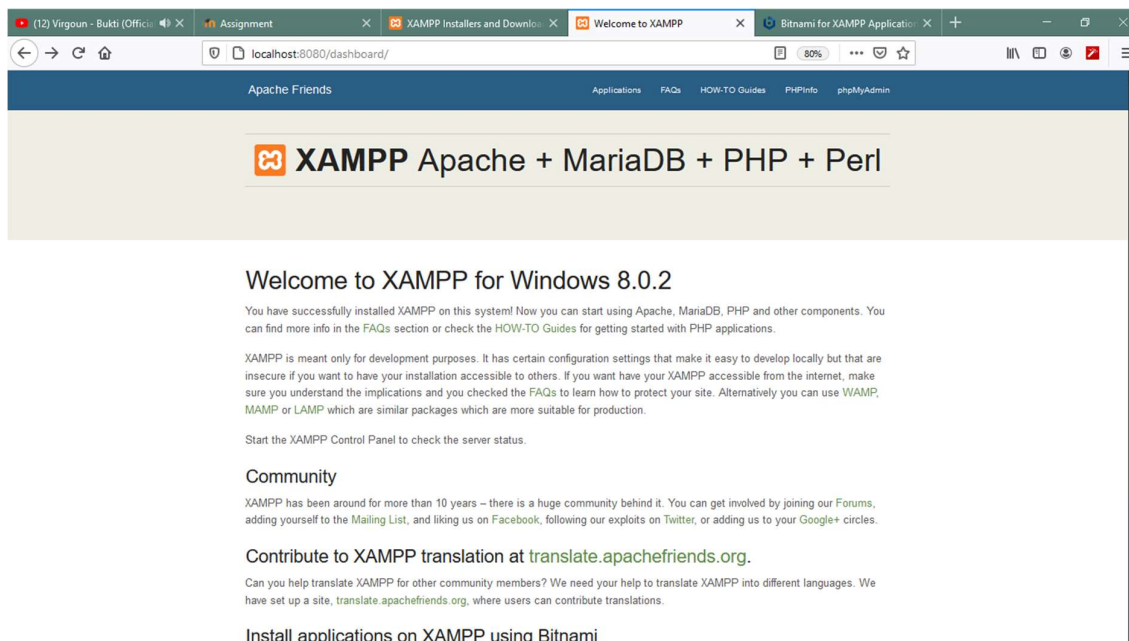 (12) Virgoun - Bukti (Officia
Assignment
XAMPP Installers and Downloa
Welcome to XAMPP
Bitnami for XAMPP Application
localhost:8080/dashboard/
80%
Apache Friends
Applications
FAQs
HOW-TO Guides
PHPInfo
phpMyAdmin
XAMPP Apache + MariaDB + PHP + Perl
Welcome to XAMPP for Windows 8.0.2
You have successfully installed XAMPP on this system! Now you can start using Apache, MariaDB, PHP and other components. You
can find more info in the FAQs section or check the HOW-TO Guides for getting started with PHP applications.
XAMPP is meant only for development purposes. It has certain configuration settings that make it easy to develop locally but that are
insecure if you want to have your installation accessible to others. If you want have your XAMPP accessible from the internet, make
sure you understand the implications and you checked the FAQs to learn how to protect your site. Alternatively you can use WAMP,
MAMP or LAMP which are similar packages which are more suitable for production.
Start the XAMPP Control Panel to check the server status.
Community
XAMPP has been around for more than 10 years – there is a huge community behind it. You can get involved by joining our Forums,
adding yourself to the Mailing List, and liking us on Facebook, following our exploits on Twitter, or adding us to your Google+ circles.
Contribute to XAMPP translation at translate.apachefriends.org.
Can you help translate XAMPP for other community members? We need your help to translate XAMPP into different languages. We
have set up a site, translate.apachefriends.org, where users can contribute translations.
Install applications on XAMPP using Bitnami